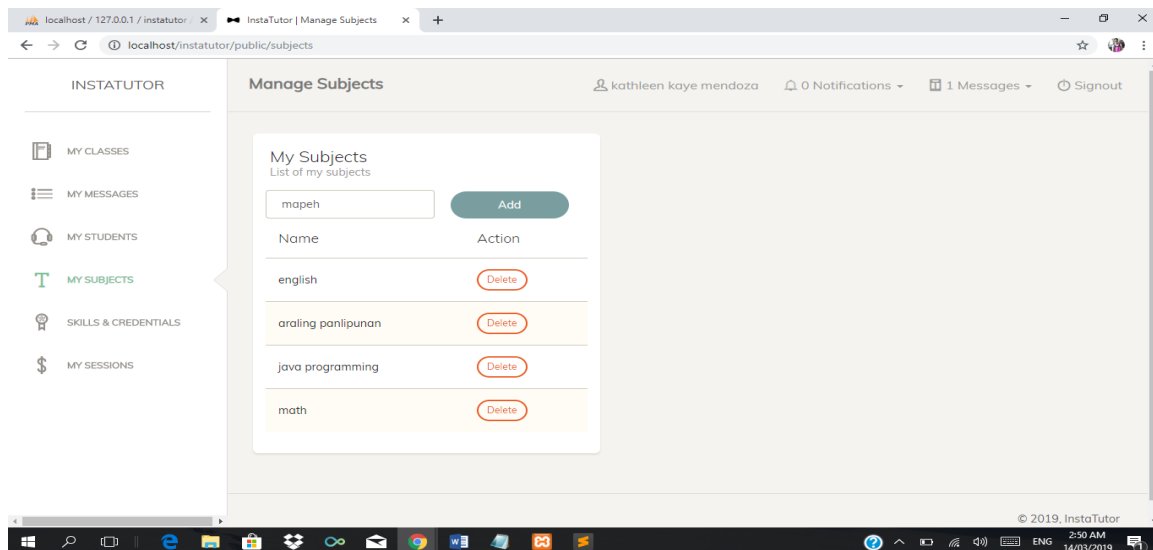 localhost / 127.0.0.1 / instatutor / InstaTutor | Manage Subjects
localhost/instatutor/public/subjects
INSTATUTOR
Manage Subjects
kathleen kaye mendoza
0 Notifications
1 Messages
Signout
MY CLASSES
MY MESSAGES
MY STUDENTS
MY SUBJECTS
SKILLS & CREDENTIALS
MY SESSIONS
My Subjects
List of my subjects
mapeh Add
Name Action
english Delete
araling panlipunan Delete
java programming Delete
math Delete
© 2019, InstaTutor
ENG
2:50 AM
14/03/2019